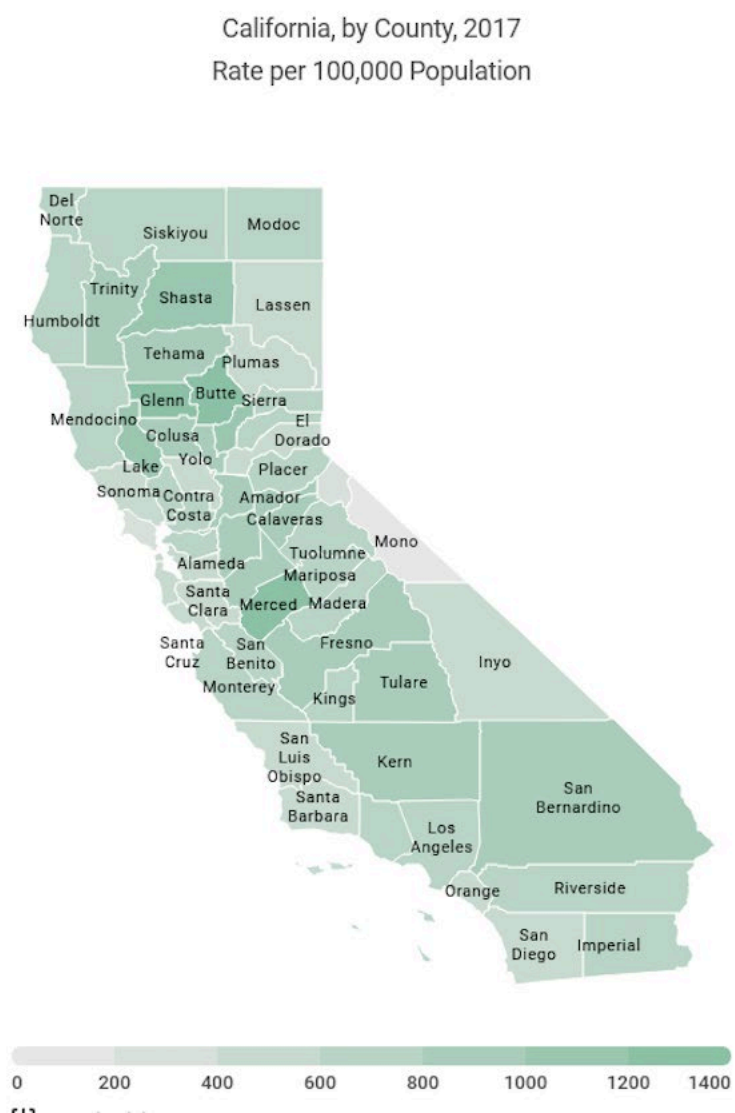 California, by County, 2017
Rate per 100,000 Population
Del
Norte
Siskiyou
Modoc
Trinity
Shasta
Lassen
Humboldt
Tehama
Plumas
Glenn
Butte
Sierra
Mendocino
Colusa
El
Dorado
Lake
Yolo
Placer
Sonoma
Contra
Costa
Amador
Calaveras
Mono
Alameda
Tuolumne
Mariposa
Santa
Clara
Merced
Madera
Santa
Cruz
San
Benito
Fresno
Inyo
Monterey
Kings
Tulare
San
Luis
Obispo
Kern
Santa
Barbara
San
Bernardino
Los
Angeles
Orange
Riverside
San
Diego
Imperial
0 200 400 600 800 1000 1200 1400